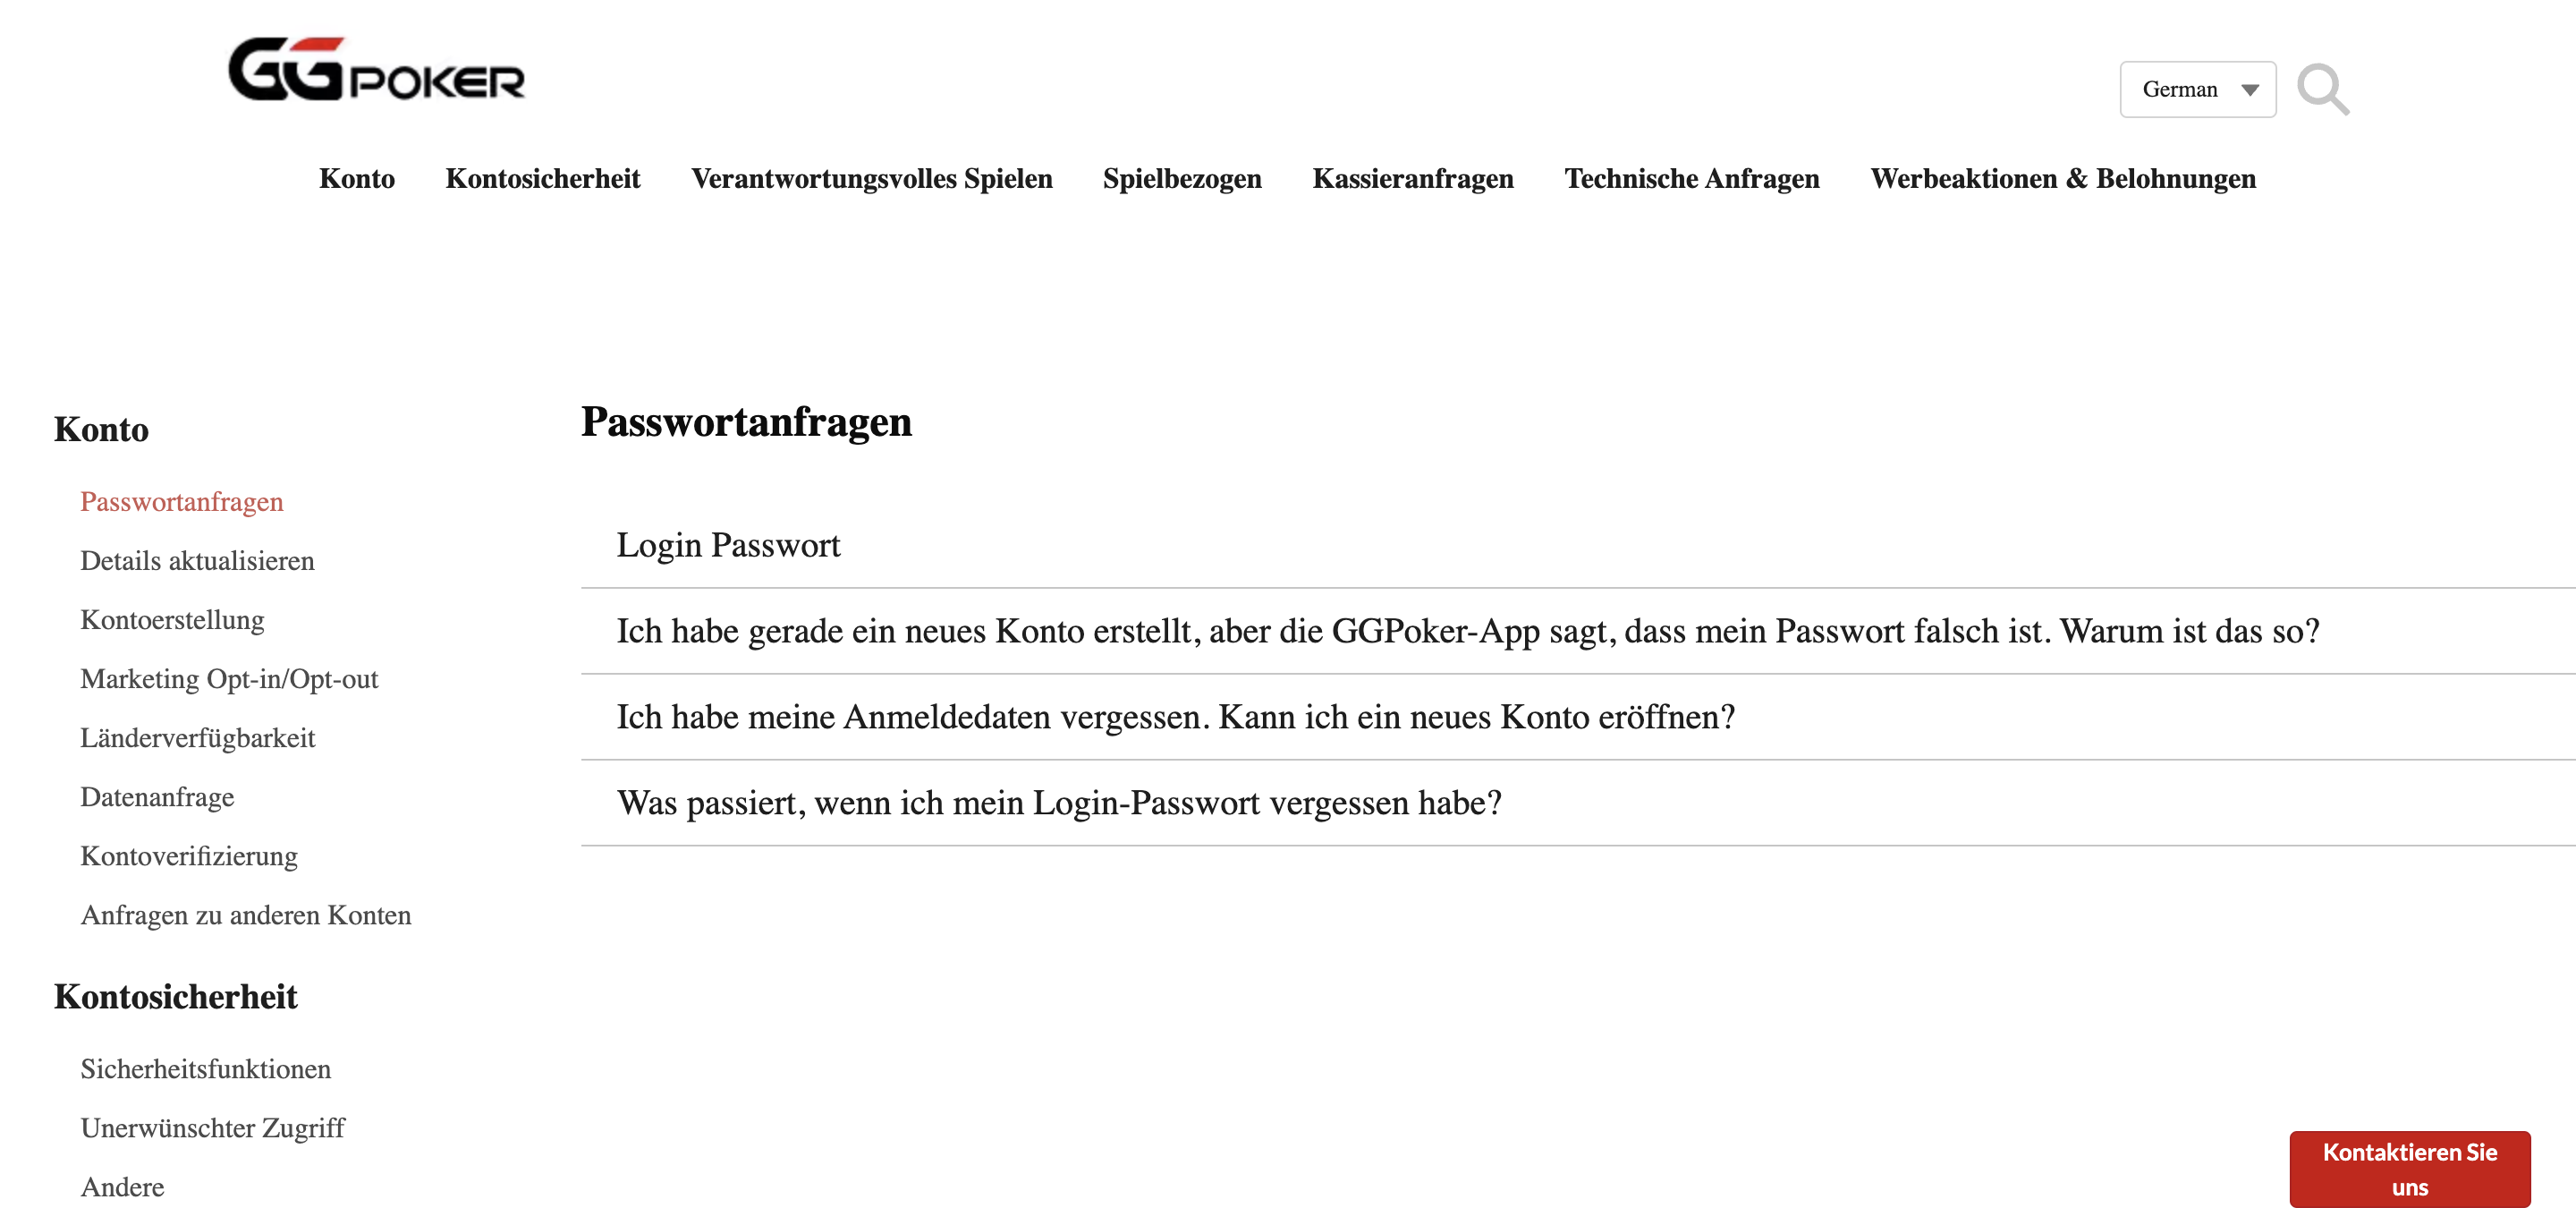 GGPOKER
German
Konto Kontosicherheit Verantwortungsvolles Spielen Spielbezogen Kassieranfragen Technische Anfragen Werbeaktionen & Belohnungen
Konto
Passwortanfragen
Details aktualisieren
Kontoerstellung
Marketing Opt-in/Opt-out
Länderverfügbarkeit
Datenanfrage
Kontoverifizierung
Anfragen zu anderen Konten
Kontosicherheit
Sicherheitsfunktionen
Unerwünschter Zugriff
Andere
Passwortanfragen
Login Passwort
Ich habe gerade ein neues Konto erstellt, aber die GGPoker-App sagt, dass mein Passwort falsch ist. Warum ist das so?
Ich habe meine Anmeldedaten vergessen. Kann ich ein neues Konto eröffnen?
Was passiert, wenn ich mein Login-Passwort vergessen habe?
Kontaktieren Sie
uns